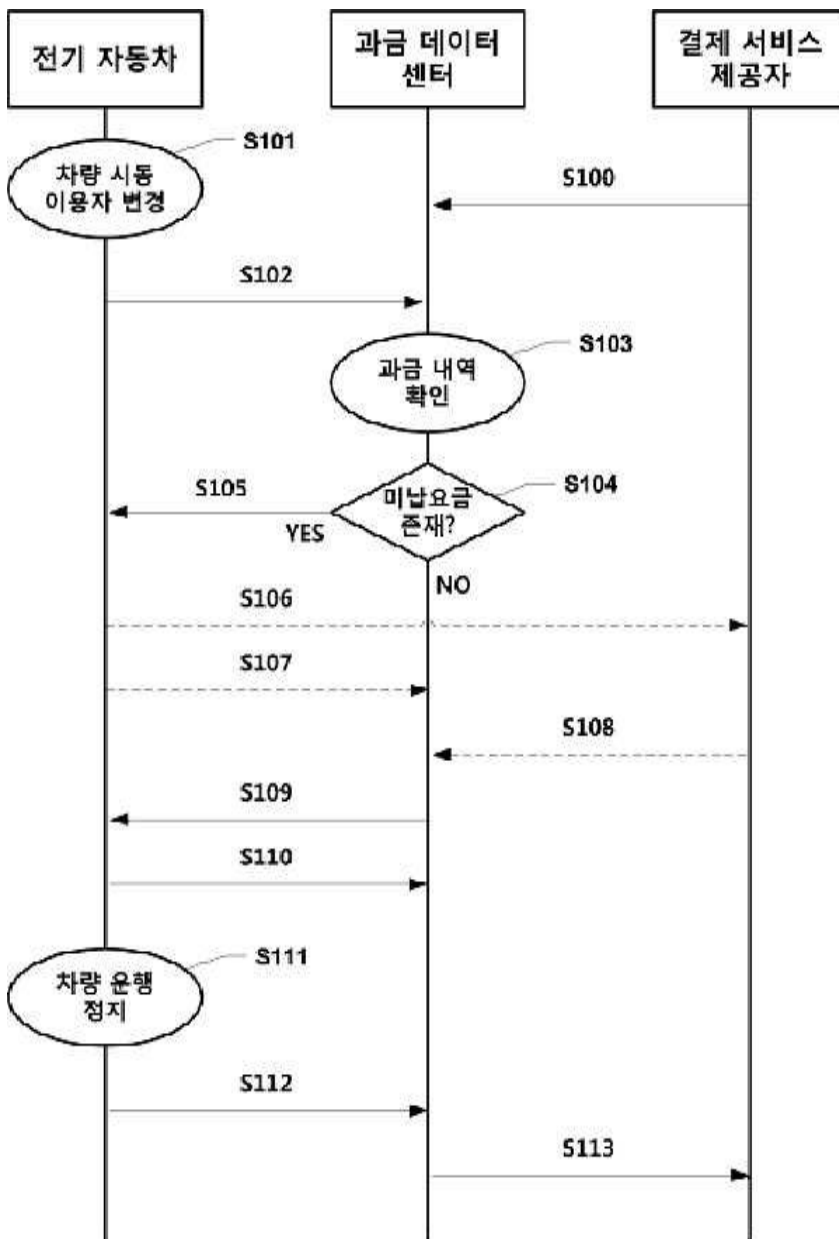 전기 자동차
과금 데이터
센터
결제 서비스
제공자
S101
차량 시동
이용자 변경
S100
S102
S103
과금 내역
확인
S105
S104
미납요금
존재?
YES
NO
S106
S107
S108
S109
S110
S111
차량 운행
정지
S112
S113